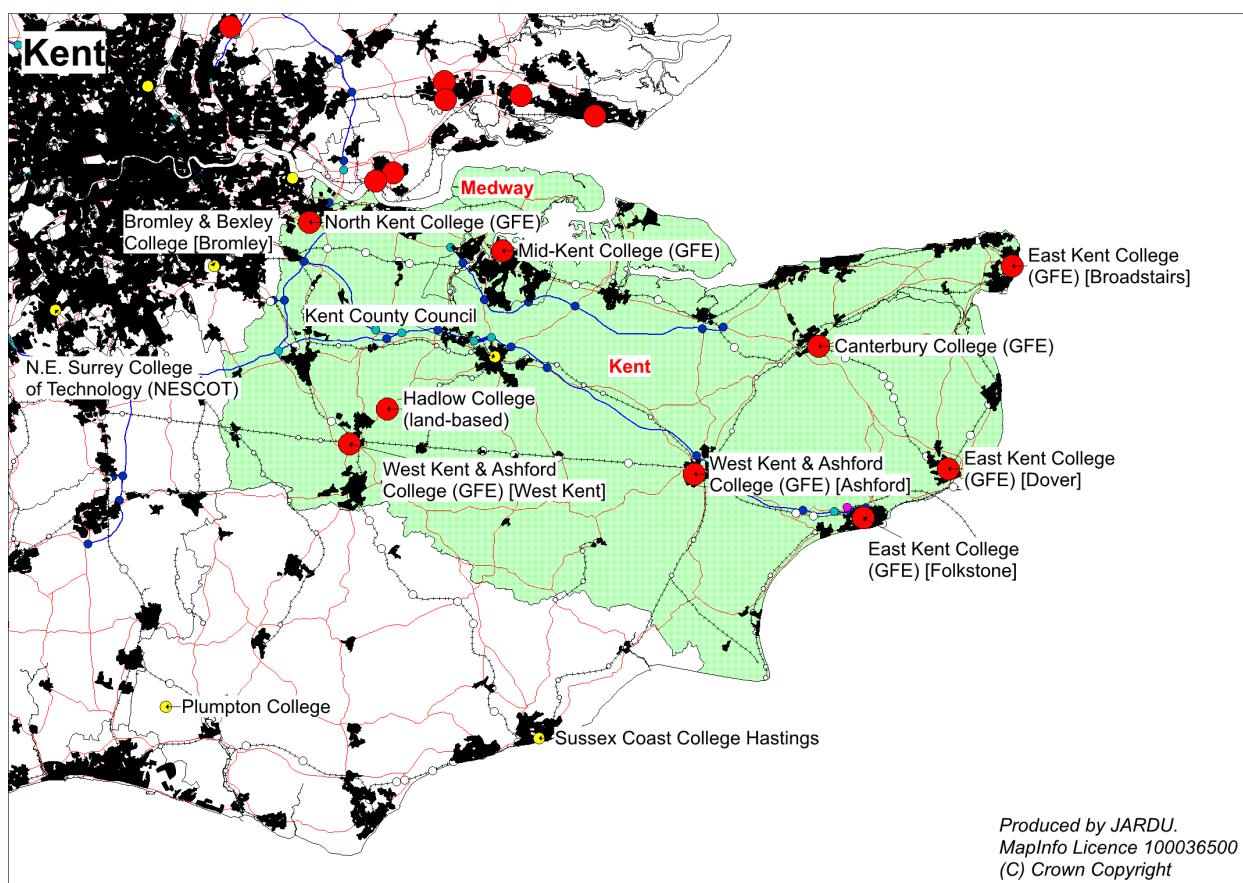 Kent
Medway
Bromley & Bexley
College [Bromley]
North Kent College (GFE)
Mid-Kent College (GFE)
East Kent College
(GFE) [Broadstairs]
Kent County Council
Canterbury College (GFE)
N.E. Surrey College
of Technology (NESCOT)
Kent
Hadlow College
(land-based)
West Kent & Ashford
College (GFE) [West Kent]
West Kent & Ashford
College (GFE) [Ashford]
East Kent College
(GFE) [Dover]
East Kent College
(GFE) [Folkstone]
Plumpton College
Sussex Coast College Hastings
Produced by JARDU.
MapInfo Licence 100036500
(C) Crown Copyright